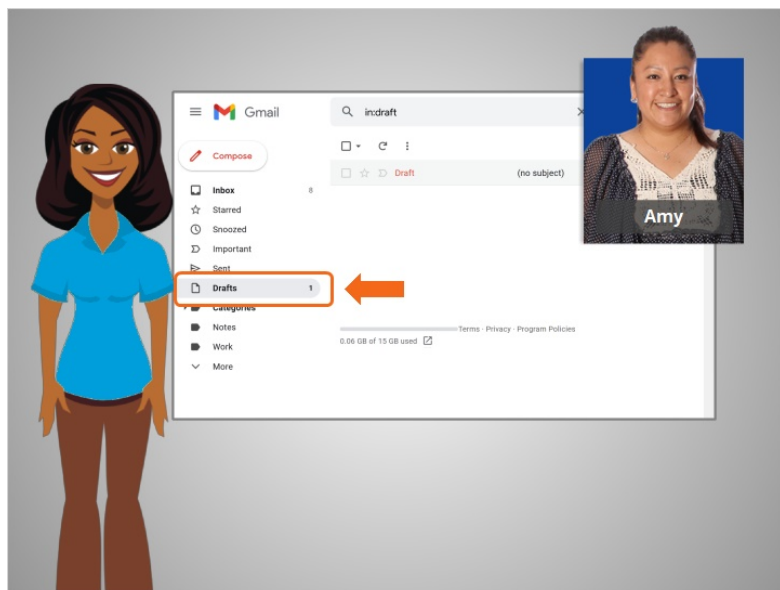 Gmail
in:draft
Compose
Draft (no subject)
Inbox 8
Starred
Snoozed
Important
Sent
Drafts 1
Categories
Notes
Work
More
Terms · Privacy · Program Policies
0.06 GB of 15 GB used
Amy